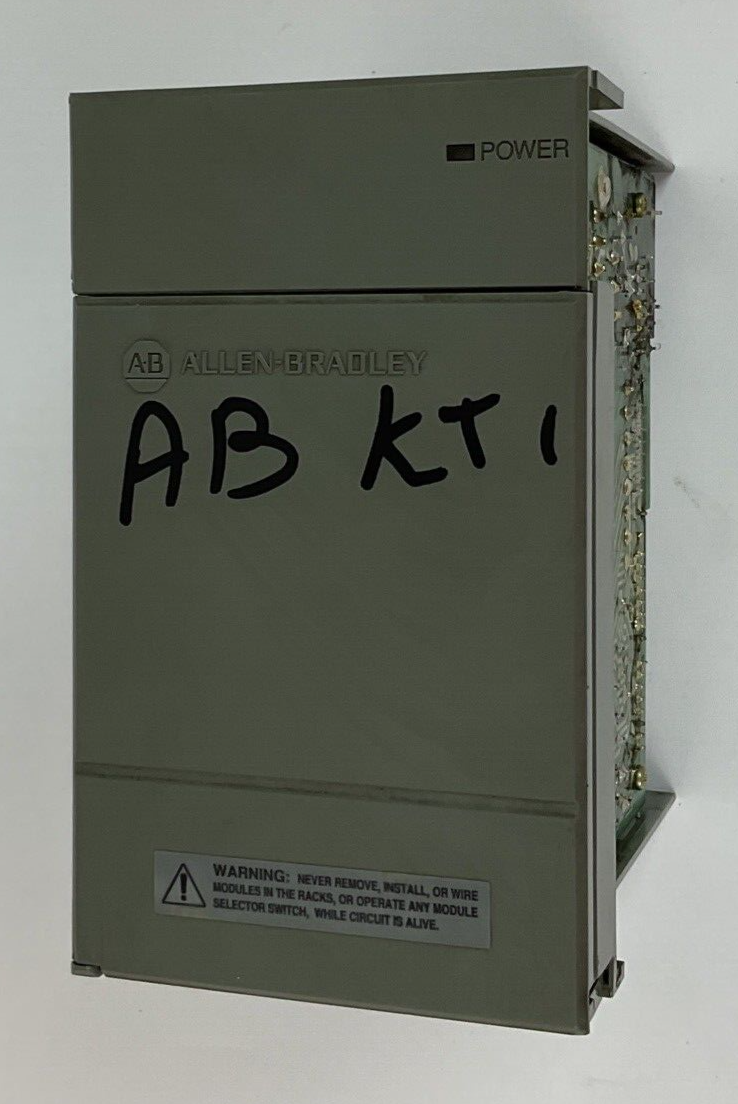 POWER
A·B ALLEN-BRADLEY
AB KT1
WARNING: NEVER REMOVE, INSTALL, OR WIRE
MODULES IN THE RACKS, OR OPERATE ANY MODULE
SELECTOR SWITCH, WHILE CIRCUIT IS ALIVE.